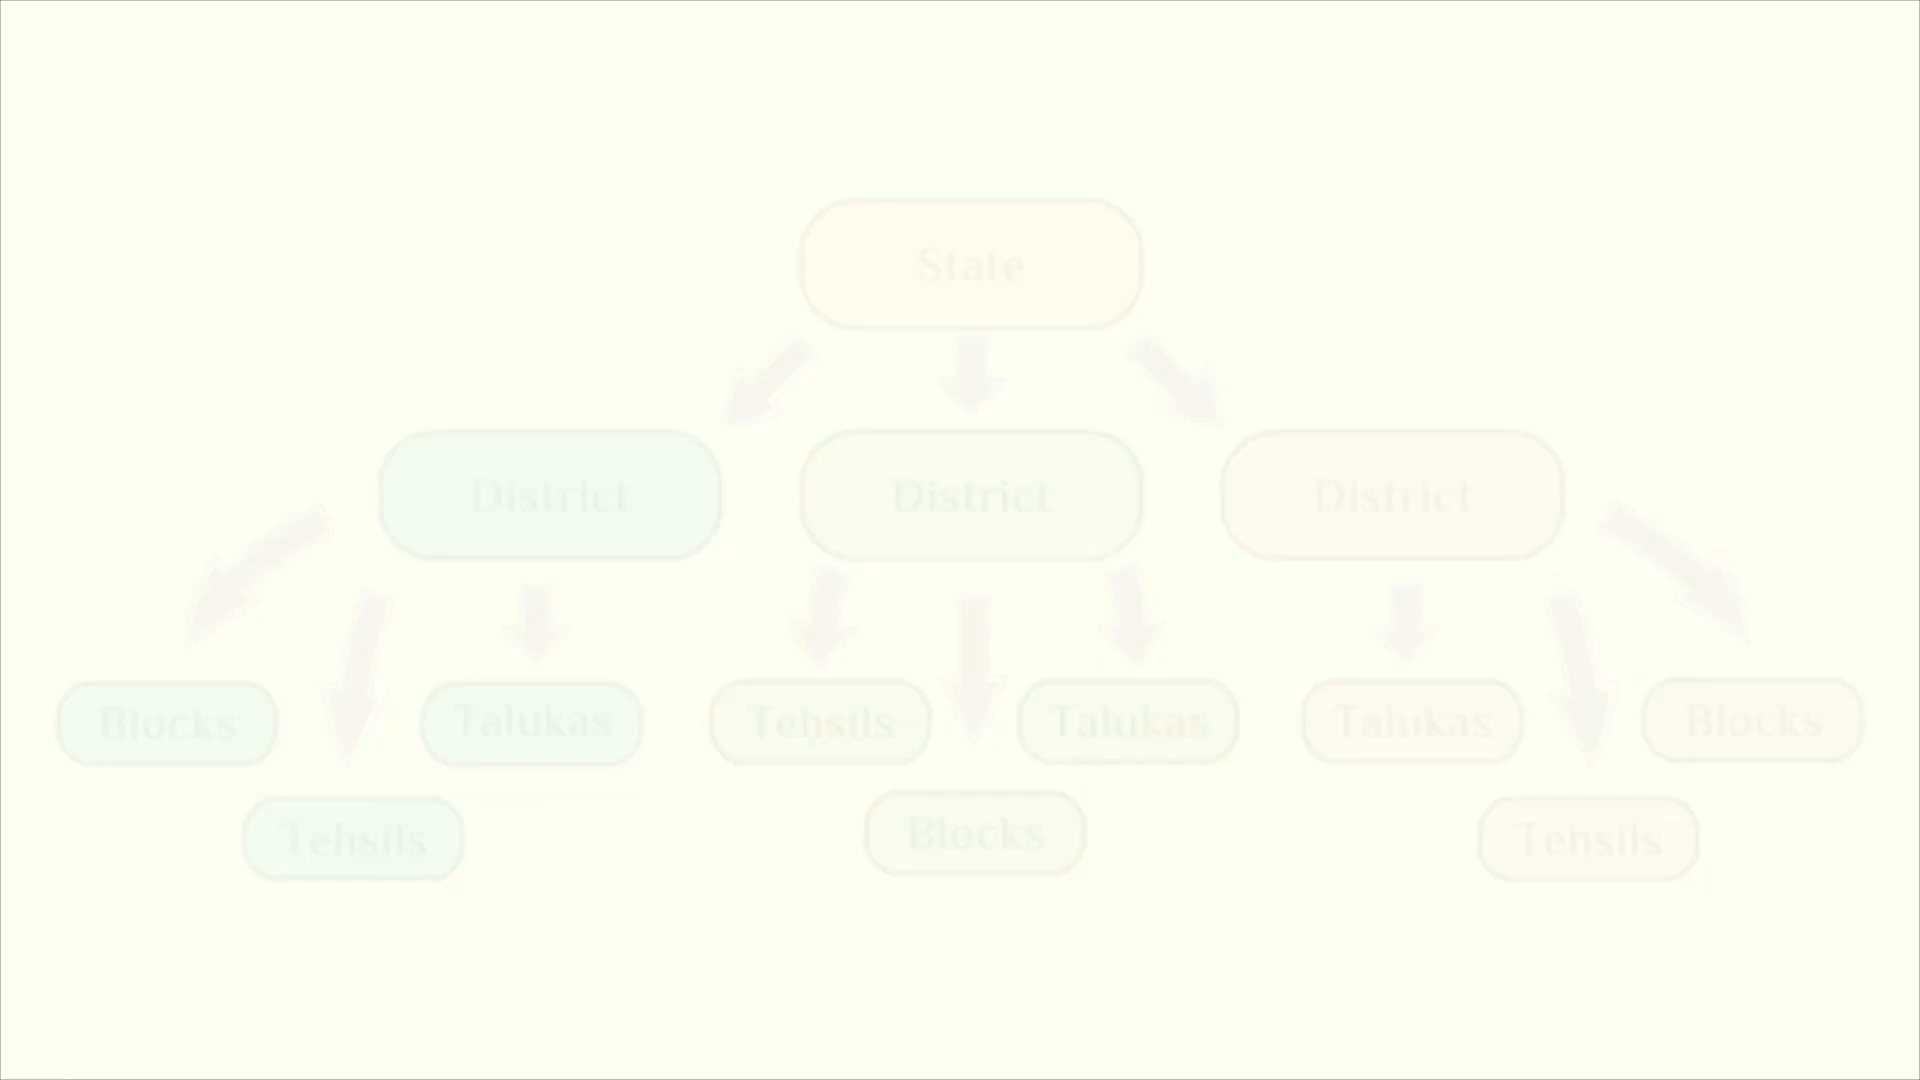 State
District
District
District
Blocks
Talukas
Tehsils
Talukas
Talukas
Blocks
Tehsils
Blocks
Tehsils